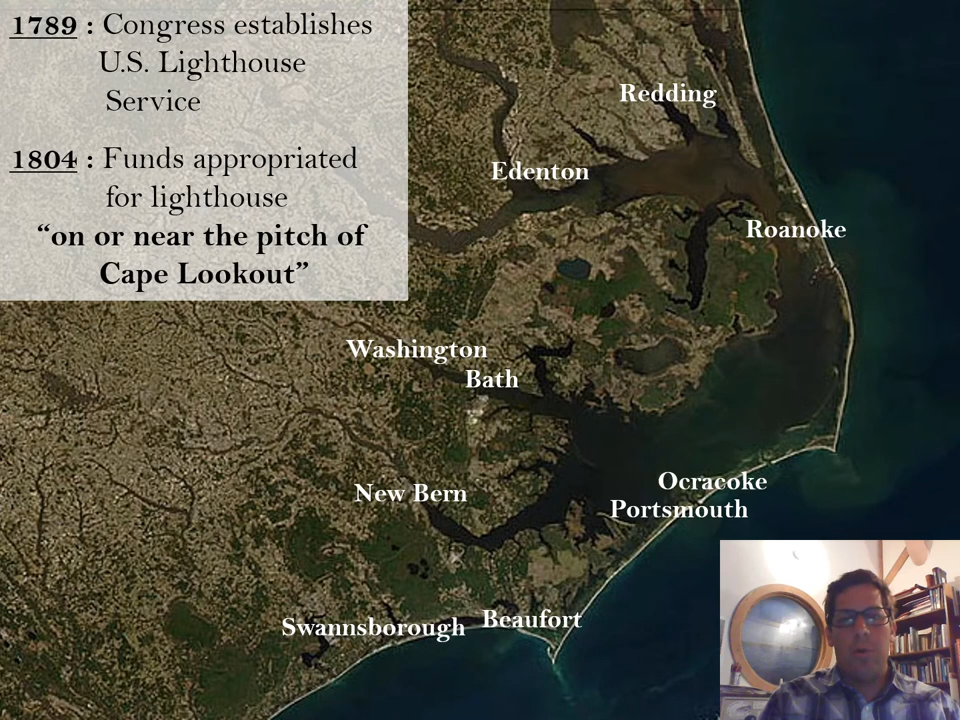 1789 : Congress establishes
U.S. Lighthouse
Service
1804 : Funds appropriated
for lighthouse
“on or near the pitch of
Cape Lookout”
Redding
Edenton
Roanoke
Washington
Bath
Ocracoke
New Bern
Portsmouth
Beaufort
Swannsborough